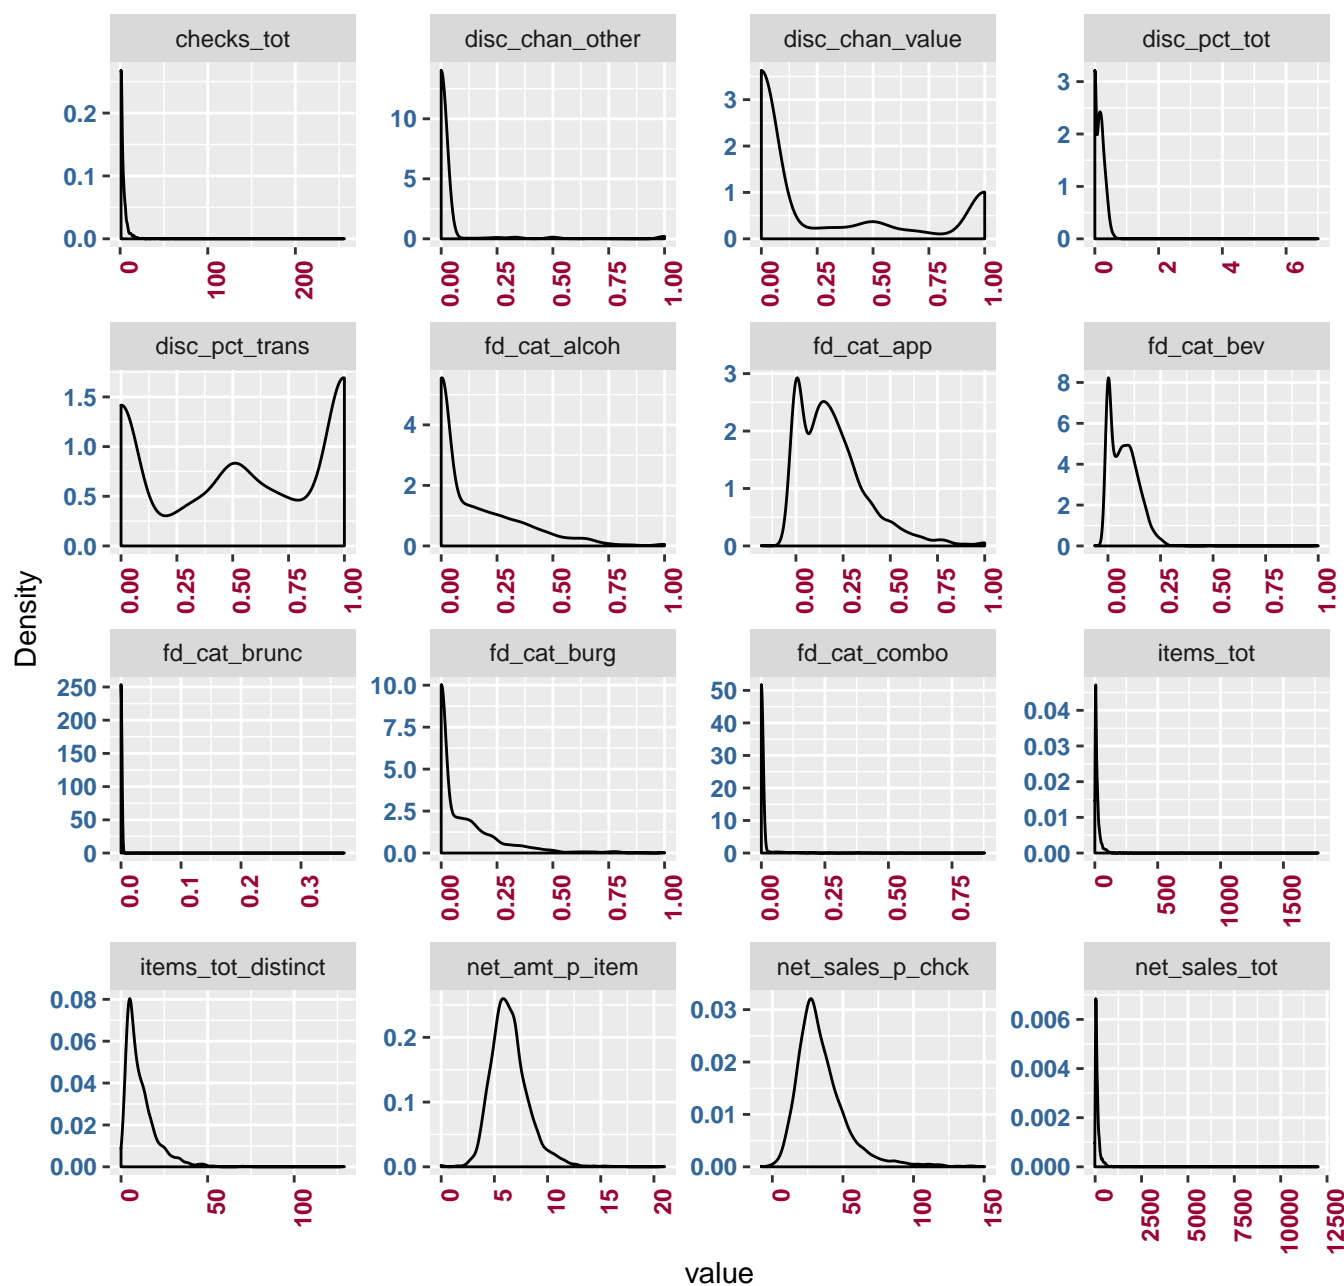 checks_tot disc_chan_other disc_chan_value disc_pct_tot
0.2 10 3 3
0.1 5 2 2
0.0 0 1 1
0 0
0 100 200 0.00 0.25 0.50 0.75 1.00 0.00 0.25 0.50 0.75 1.00 0 2 4 6
disc_pct_trans fd_cat_alcoh fd_cat_app fd_cat_bev
1.5 4 3 8
1.0 2 2 6
0.5 0 1 4
0.0 0 2
0
0.00 0.25 0.50 0.75 1.00 0.00 0.25 0.50 0.75 1.00 0.00 0.25 0.50 0.75 1.00 0.00 0.25 0.50 0.75 1.00
Density
fd_cat_brunc fd_cat_burg fd_cat_combo items_tot
250 10.0 50 0.04
200 7.5 40 0.03
150 5.0 30 0.02
100 2.5 20 0.01
50 0.0 10 0.00
0 0
0.0 0.1 0.2 0.3 0.00 0.25 0.50 0.75 1.00 0.00 0.25 0.50 0.75 0 500 1000 1500
items_tot_distinct net_amt_p_item net_sales_p_chck net_sales_tot
0.08 0.2 0.03 0.006
0.06 0.1 0.02 0.004
0.04 0.0 0.01 0.002
0.02 0.00 0.000
0.00
0 50 100 0 5 10 15 20 0 50 100 150 0 2500 5000 7500 10000 12500
value